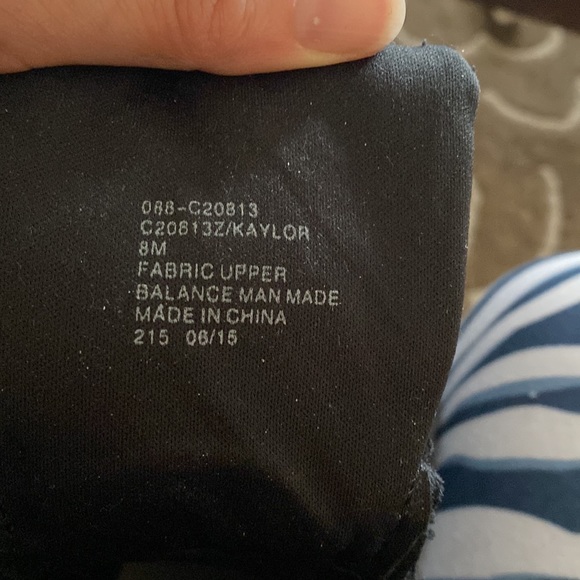 088-C20813
C20813Z/KAYLOR
8M
FABRIC UPPER
BALANCE MAN MADE
MADE IN CHINA
215 06/15